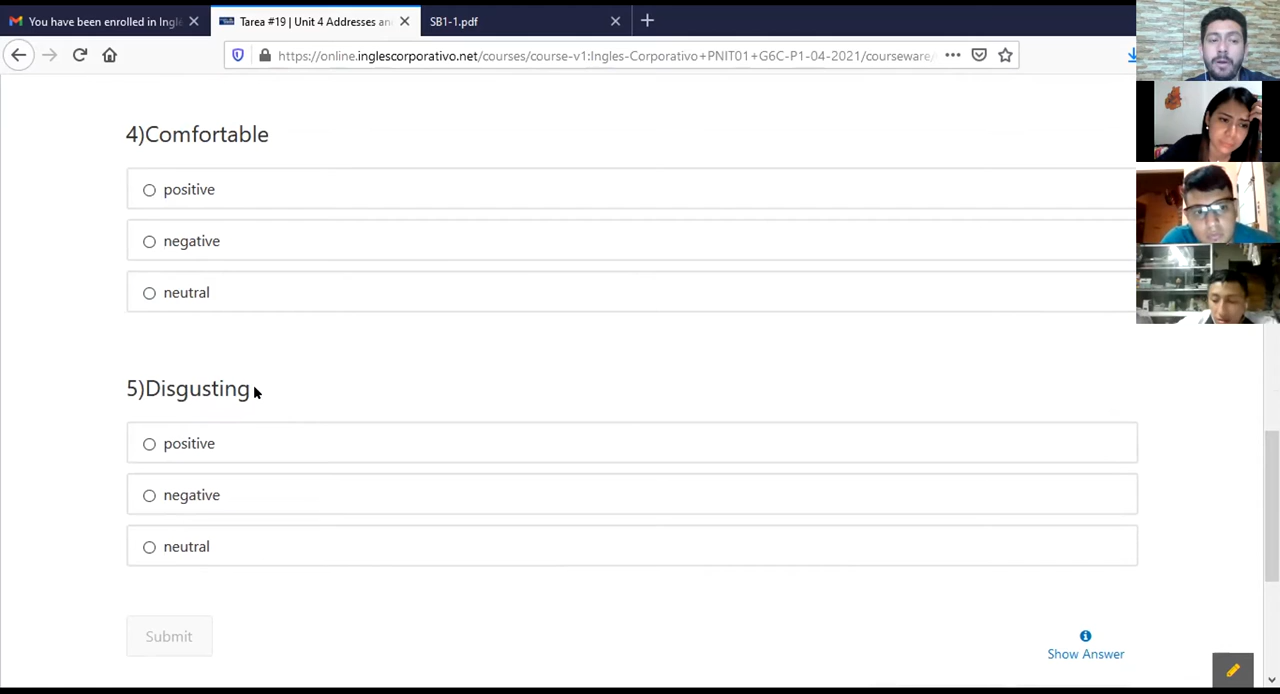 You have been enrolled in Ingle
Tarea #19 | Unit 4 Addresses an
SB1-1.pdf
https://online.inglescorporativo.net/courses/course-v1:Ingles-Corporativo+PNIT01+G6C-P1-04-2021/courseware/
4)Comfortable
positive
negative
neutral
5)Disgusting
positive
negative
neutral
Submit
Show Answer